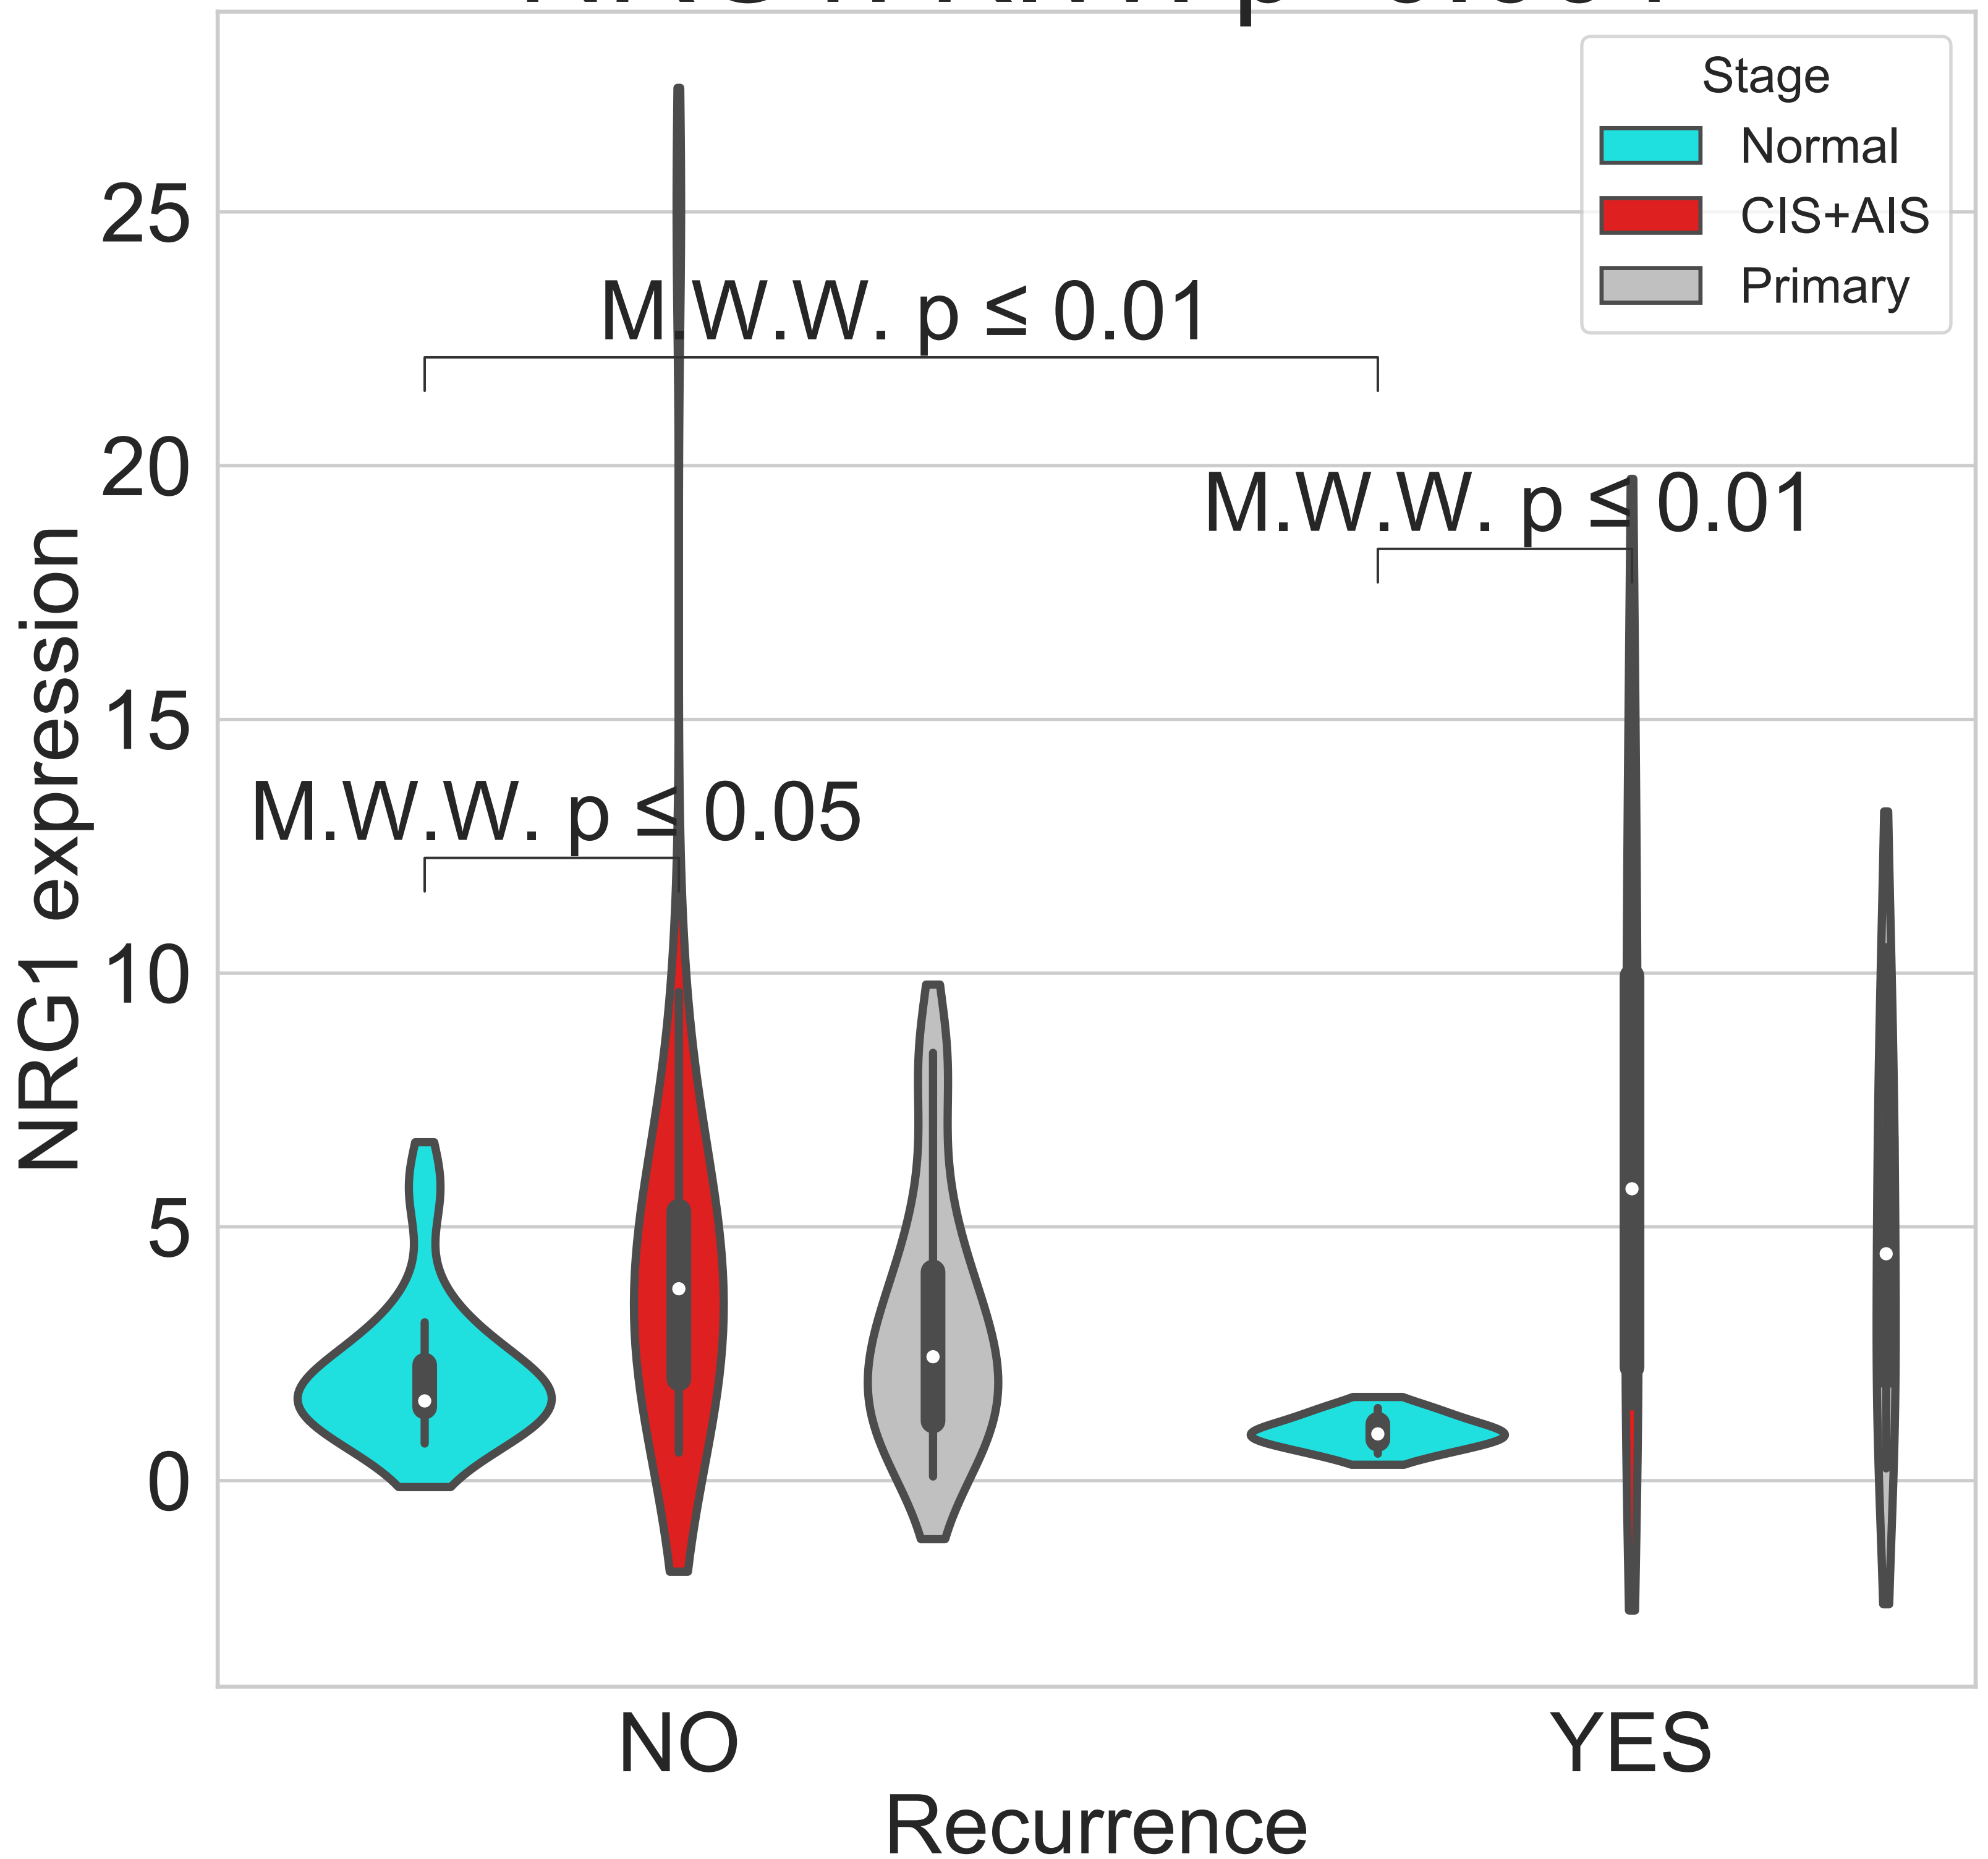 Stage
Normal
CIS+AIS
Primary
25
20
15
10
5
0
NRG1 expression
M.W.W. p ≤ 0.01
M.W.W. p ≤ 0.01
M.W.W. p ≤ 0.05
NO
YES
Recurrence